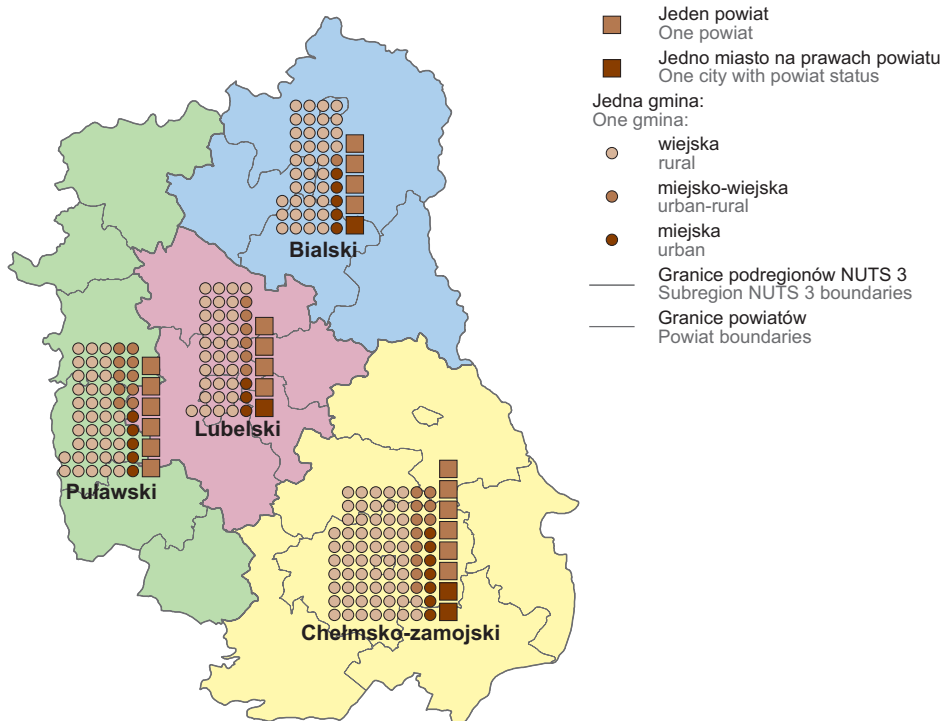 Jeden powiat
One powiat
Jedno miasto na prawach powiatu
One city with powiat status
Jedna gmina:
One gmina:
wiejska
rural
miejsko-wiejska
urban-rural
miejska
urban
Granice podregionów NUTS 3
Subregion NUTS 3 boundaries
Granice powiatów
Powiat boundaries
Bialski
Lubelski
Puławski
Chełmsko-zamojski